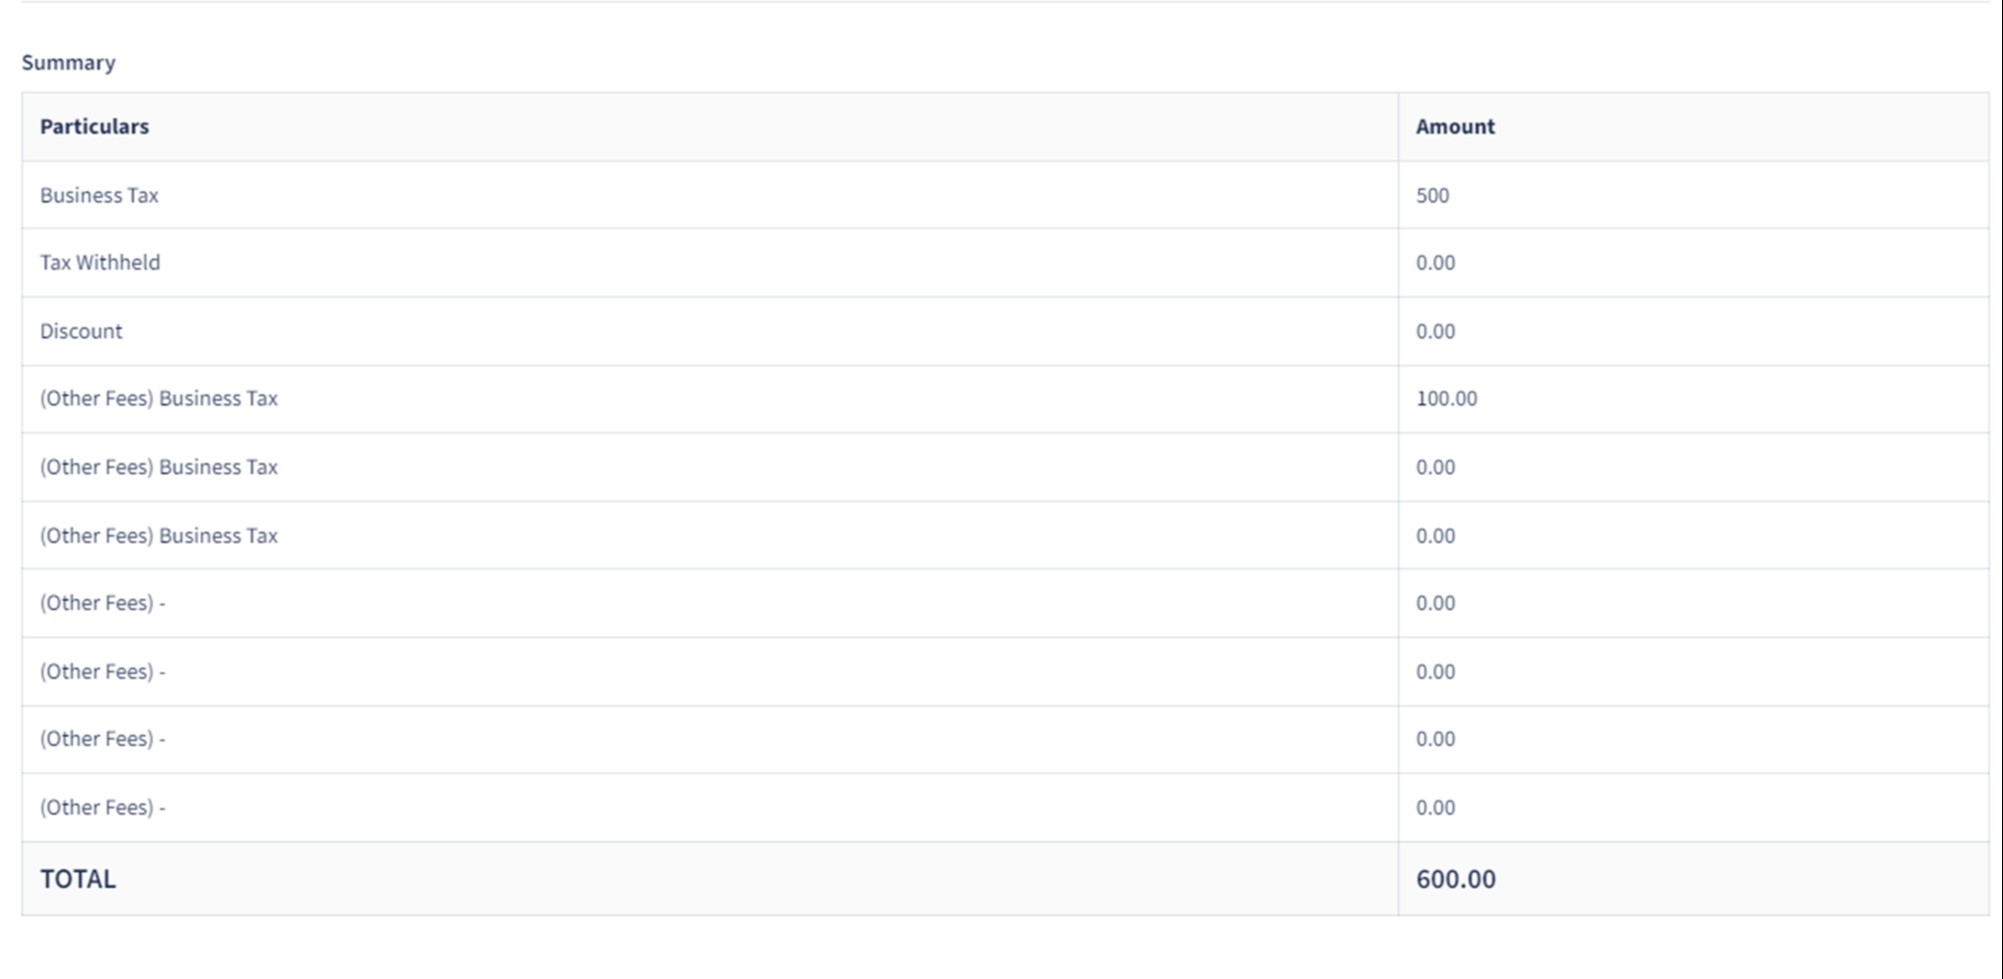 Summary
Particulars Amount
Business Tax 500
Tax Withheld 0.00
Discount 0.00
(Other Fees) Business Tax 100.00
(Other Fees) Business Tax 0.00
(Other Fees) Business Tax 0.00
(Other Fees) - 0.00
(Other Fees) - 0.00
(Other Fees) - 0.00
(Other Fees) - 0.00
TOTAL 600.00